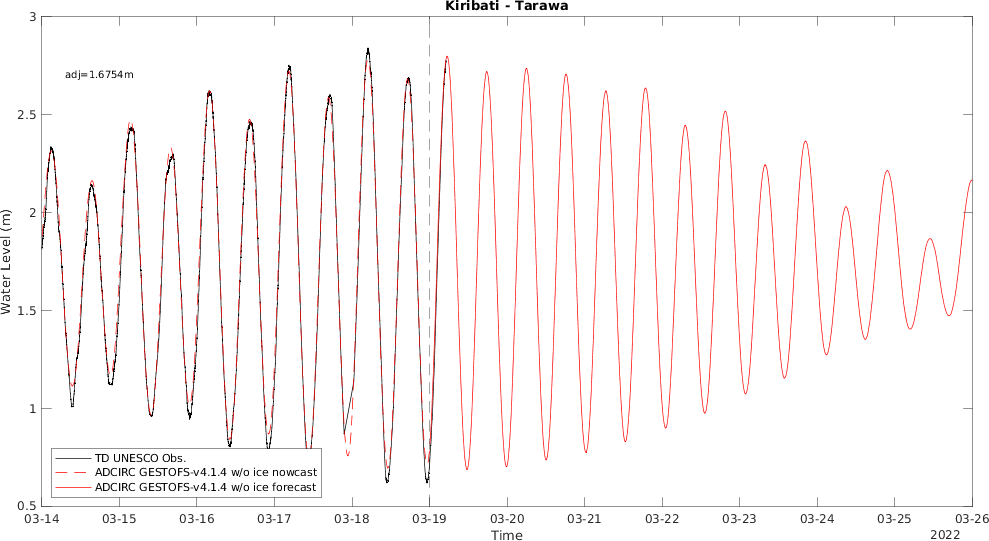 Kiribati - Tarawa
3
adj=1.6754m
2.5
2
Water Level (m)
1.5
1
TD UNESCO Obs.
ADCIRC GESTOFS-v4.1.4 w/o ice nowcast
ADCIRC GESTOFS-v4.1.4 w/o ice forecast
0.5
03-14 03-15 03-16 03-17 03-18 03-19 03-20 03-21 03-22 03-23 03-24 03-25 03-26
Time
2022